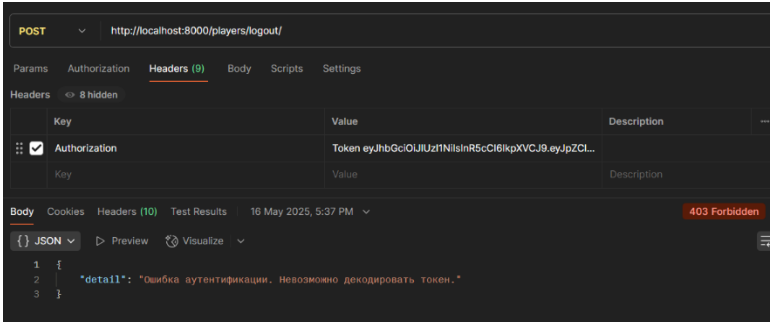 POST http://localhost:8000/players/logout/
Params Authorization Headers (9) Body Scripts Settings
Headers 8 hidden
Key Value Description
Authorization Token eyJhbGciOiJIUzI1NiIsInR5cCI6IkpXVCJ9.eyJpZCI...
Key Value Description
Body Cookies Headers (10) Test Results 16 May 2025, 5:37 PM 403 Forbidden
{} JSON Preview Visualize
1 {
2 "detail": "Ошибка аутентификации. Невозможно декодировать токен."
3 }